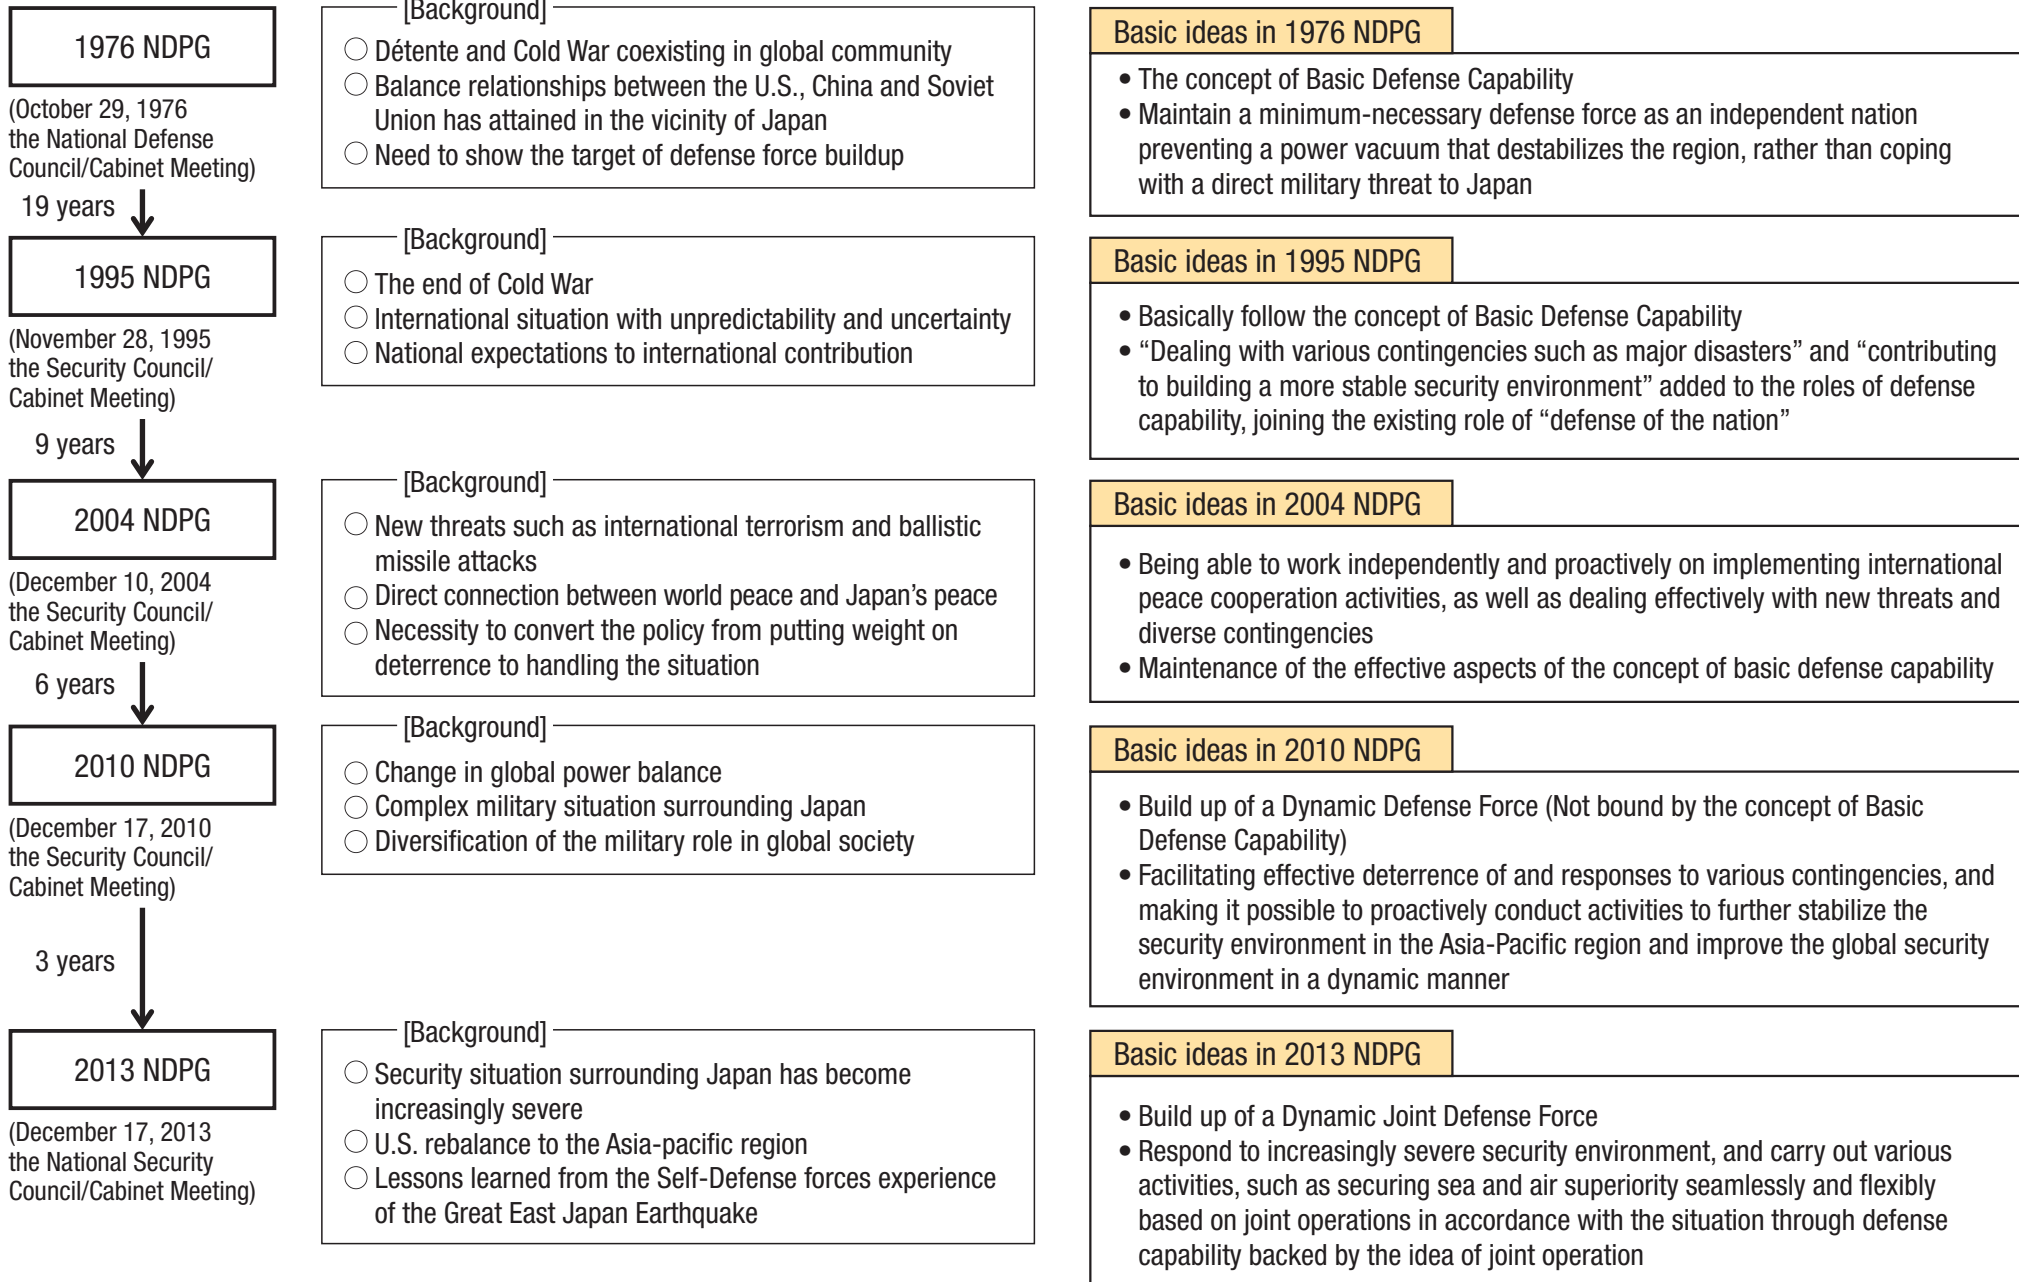 1976 NDPG
(October 29, 1976
the National Defense
Council/Cabinet Meeting)
[Background]
○ Détente and Cold War coexisting in global community
○ Balance relationships between the U.S., China and Soviet
Union has attained in the vicinity of Japan
○ Need to show the target of defense force buildup
Basic ideas in 1976 NDPG
• The concept of Basic Defense Capability
• Maintain a minimum-necessary defense force as an independent nation
preventing a power vacuum that destabilizes the region, rather than coping
with a direct military threat to Japan
19 years
1995 NDPG
(November 28, 1995
the Security Council/
Cabinet Meeting)
[Background]
○ The end of Cold War
○ International situation with unpredictability and uncertainty
○ National expectations to international contribution
Basic ideas in 1995 NDPG
• Basically follow the concept of Basic Defense Capability
• “Dealing with various contingencies such as major disasters” and “contributing
to building a more stable security environment” added to the roles of defense
capability, joining the existing role of “defense of the nation”
9 years
2004 NDPG
(December 10, 2004
the Security Council/
Cabinet Meeting)
[Background]
○ New threats such as international terrorism and ballistic
missile attacks
○ Direct connection between world peace and Japan’s peace
○ Necessity to convert the policy from putting weight on
deterrence to handling the situation
Basic ideas in 2004 NDPG
• Being able to work independently and proactively on implementing international
peace cooperation activities, as well as dealing effectively with new threats and
diverse contingencies
• Maintenance of the effective aspects of the concept of basic defense capability
6 years
2010 NDPG
(December 17, 2010
the Security Council/
Cabinet Meeting)
[Background]
○ Change in global power balance
○ Complex military situation surrounding Japan
○ Diversification of the military role in global society
Basic ideas in 2010 NDPG
• Build up of a Dynamic Defense Force (Not bound by the concept of Basic
Defense Capability)
• Facilitating effective deterrence of and responses to various contingencies, and
making it possible to proactively conduct activities to further stabilize the
security environment in the Asia-Pacific region and improve the global security
environment in a dynamic manner
3 years
2013 NDPG
(December 17, 2013
the National Security
Council/Cabinet Meeting)
[Background]
○ Security situation surrounding Japan has become
increasingly severe
○ U.S. rebalance to the Asia-pacific region
○ Lessons learned from the Self-Defense forces experience
of the Great East Japan Earthquake
Basic ideas in 2013 NDPG
• Build up of a Dynamic Joint Defense Force
• Respond to increasingly severe security environment, and carry out various
activities, such as securing sea and air superiority seamlessly and flexibly
based on joint operations in accordance with the situation through defense
capability backed by the idea of joint operation